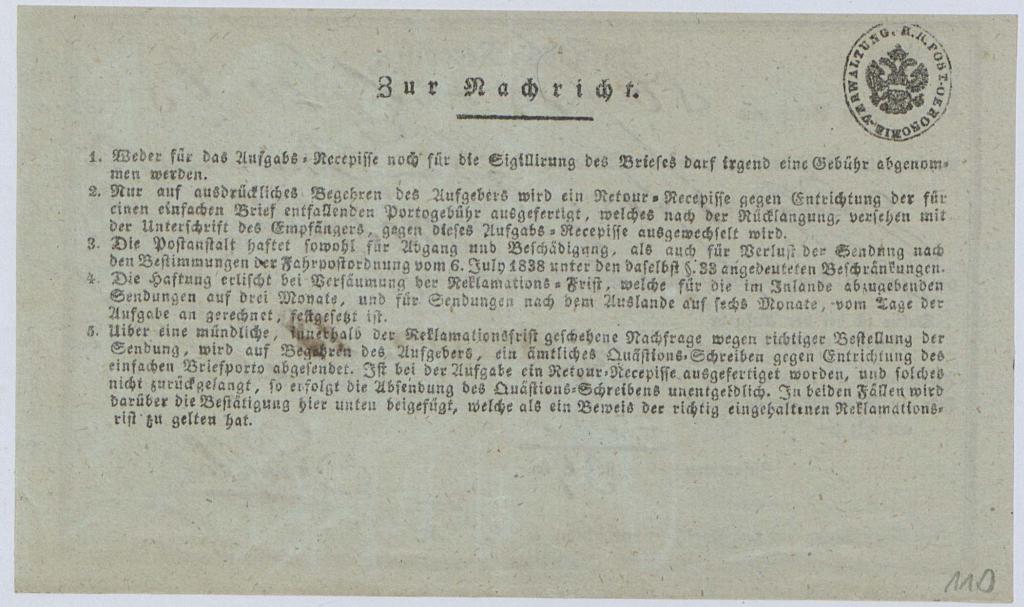 K. K. POST-OEKONOMIE-VERWALTUNG.
Zur Nachricht.
1. Weder für das Aufgabs-Recepisse noch für die Sigillirung des Briefes darf irgend eine Gebühr abgenom-
men werden.
2. Nur auf ausdrückliches Begehren des Aufgebers wird ein Retour-Recepisse gegen Entrichtung der für
einen einfachen Brief entfallenden Portogebühr ausgefertigt, welches nach der Rücklangung, versehen mit
der Unterschrift des Empfängers, gegen dieses Aufgabs-Recepisse ausgewechselt wird.
3. Die Postanstalt haftet sowohl für Abgang und Beschädigung, als auch für Verlust der Sendung nach
den Bestimmungen der Fahrpostordnung vom 6. July 1838 unter den daselbst §. 33 angedeuteten Beschränkungen.
4. Die Haftung erlischt bei Versäumung der Reklamations-Frist, welche für die im Inlande abzugebenden
Sendungen auf drei Monate, und für Sendungen nach dem Auslande auf sechs Monate, vom Tage der
Aufgabe an gerechnet, festgesetzt ist.
5. Uiber eine mündliche, innerhalb der Reklamationsfrist geschehene Nachfrage wegen richtiger Bestellung der
Sendung, wird auf Begehren des Aufgebers, ein ämtliches Quästions-Schreiben gegen Entrichtung des
einfachen Briefporto abgesendet. Ist bei der Aufgabe ein Retour-Recepisse ausgefertiget worden, und solches
nicht zurückgelangt, so erfolgt die Absendung des Quästions-Schreibens unentgeldlich. In beiden Fällen wird
darüber die Bestätigung hier unten beigefügt, welche als ein Beweis der richtig eingehaltenen Reklamations-
rist zu gelten hat.